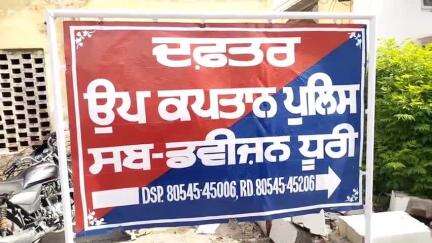 ਦਫ਼ਤਰ
ਉਪ ਕਪਤਾਨ ਪੁਲਿਸ
ਸਬ-ਡਵੀਜ਼ਨ ਧੂਰੀ
DSP. 80545-45006, RD 80545-45206